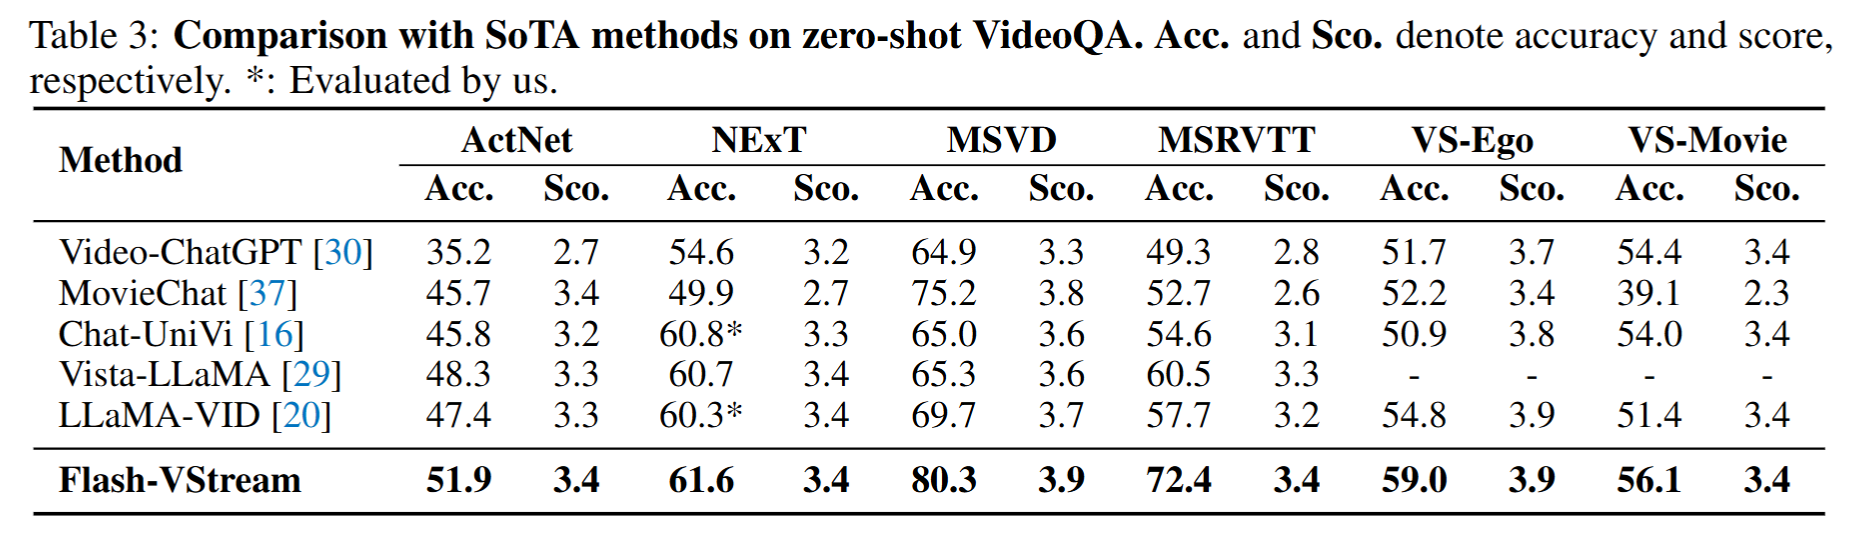 Table 3: Comparison with SoTA methods on zero-shot VideoQA. Acc. and Sco. denote accuracy and score,
respectively. *: Evaluated by us.
Method ActNet NExT MSVD MSRVTT VS-Ego VS-Movie
Acc. Sco. Acc. Sco. Acc. Sco. Acc. Sco. Acc. Sco. Acc. Sco.
Video-ChatGPT [30] 35.2 2.7 54.6 3.2 64.9 3.3 49.3 2.8 51.7 3.7 54.4 3.4
MovieChat [37] 45.7 3.4 49.9 2.7 75.2 3.8 52.7 2.6 52.2 3.4 39.1 2.3
Chat-UniVi [16] 45.8 3.2 60.8* 3.3 65.0 3.6 54.6 3.1 50.9 3.8 54.0 3.4
Vista-LLaMA [29] 48.3 3.3 60.7 3.4 65.3 3.6 60.5 3.3 - - - -
LLaMA-VID [20] 47.4 3.3 60.3* 3.4 69.7 3.7 57.7 3.2 54.8 3.9 51.4 3.4
Flash-VStream 51.9 3.4 61.6 3.4 80.3 3.9 72.4 3.4 59.0 3.9 56.1 3.4